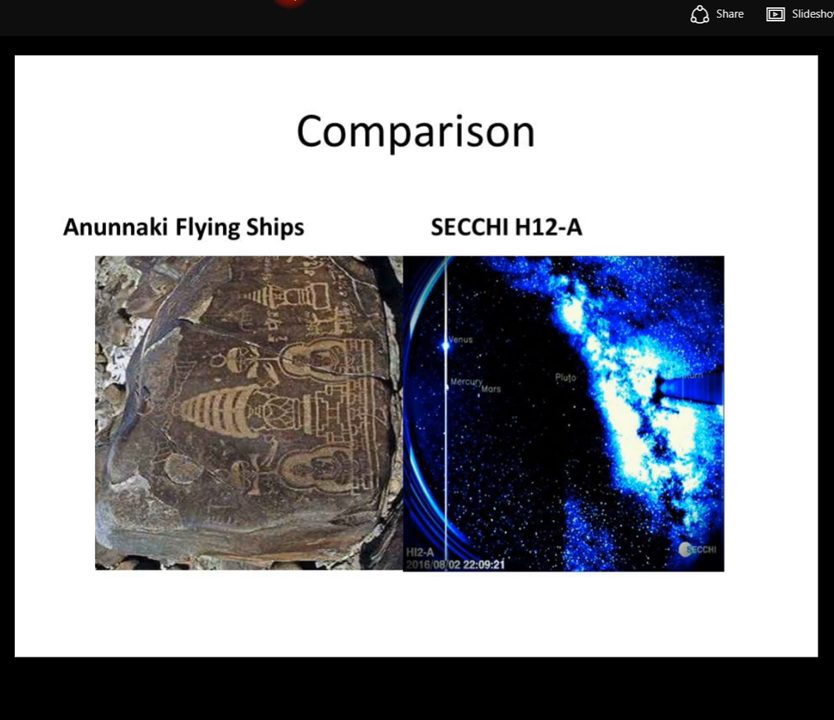 Share Slidesho
Comparison
Anunnaki Flying Ships
SECCHI H12-A
Venus
Mercury
Mars
Pluto
HI2-A
2016/08/02 22:09:21
SECCHI